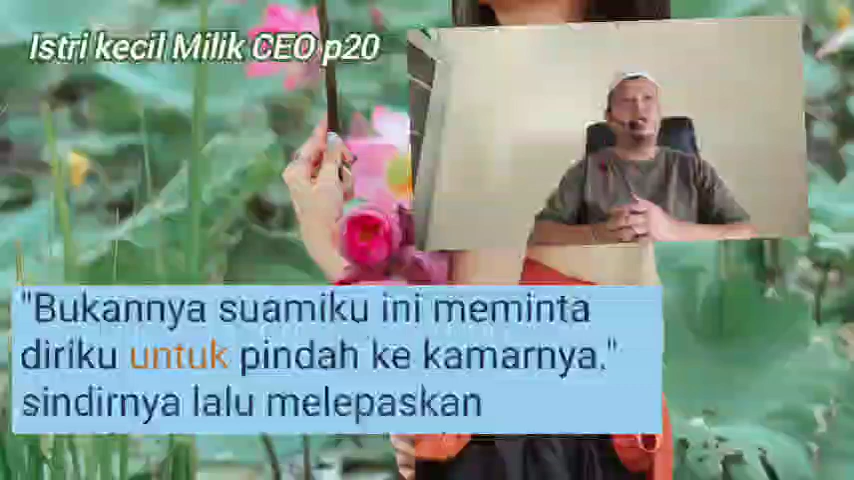 Istri kecil Milik CEO p20
"Bukannya suamiku ini meminta
diriku untuk pindah ke kamarnya,"
sindirnya lalu melepaskan